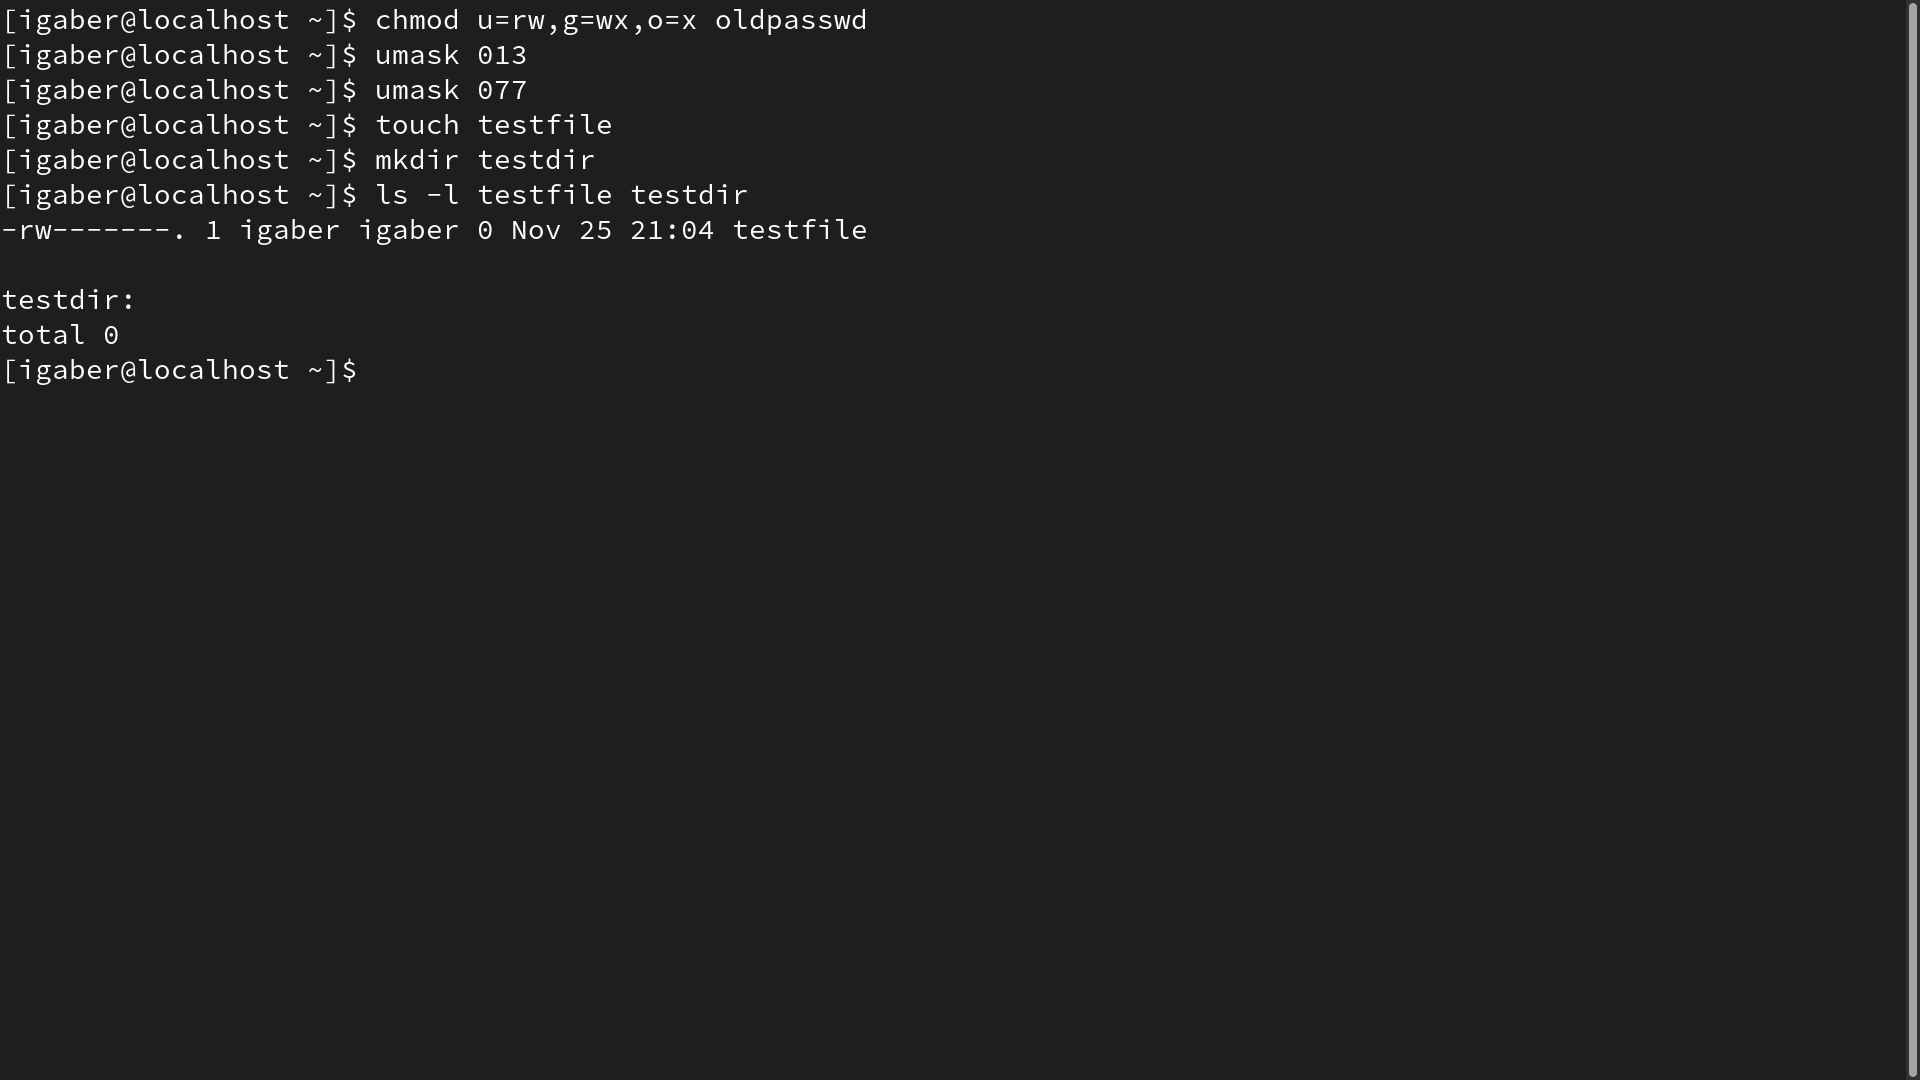 [igaber@localhost ~]$ chmod u=rw,g=wx,o=x oldpasswd
[igaber@localhost ~]$ umask 013
[igaber@localhost ~]$ umask 077
[igaber@localhost ~]$ touch testfile
[igaber@localhost ~]$ mkdir testdir
[igaber@localhost ~]$ ls -l testfile testdir
-rw-------. 1 igaber igaber 0 Nov 25 21:04 testfile

testdir:
total 0
[igaber@localhost ~]$